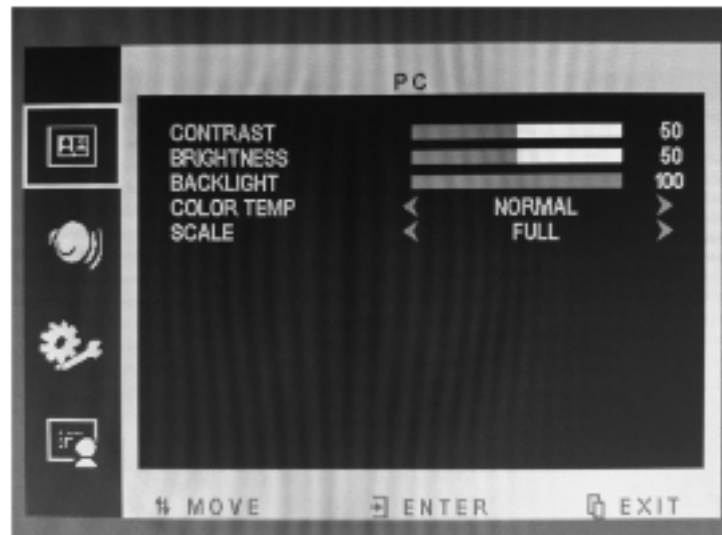 PC
CONTRAST 50
BRIGHTNESS 50
BACKLIGHT 100
COLOR TEMP NORMAL
SCALE FULL
MOVE ENTER EXIT